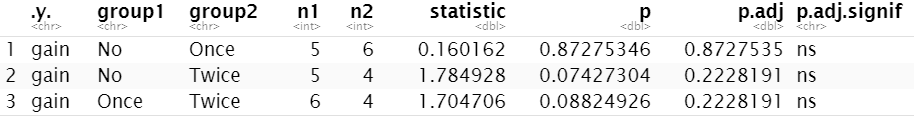 .y. group1 group2 n1 n2 statistic p p.adj p.adj.signif
<chr> <chr> <chr> <int> <int> <dbl> <dbl> <dbl> <chr>
1 gain No Once 5 6 0.160162 0.87275346 0.8727535 ns
2 gain No Twice 5 4 1.784928 0.07427304 0.2228191 ns
3 gain Once Twice 6 4 1.704706 0.08824926 0.2228191 ns